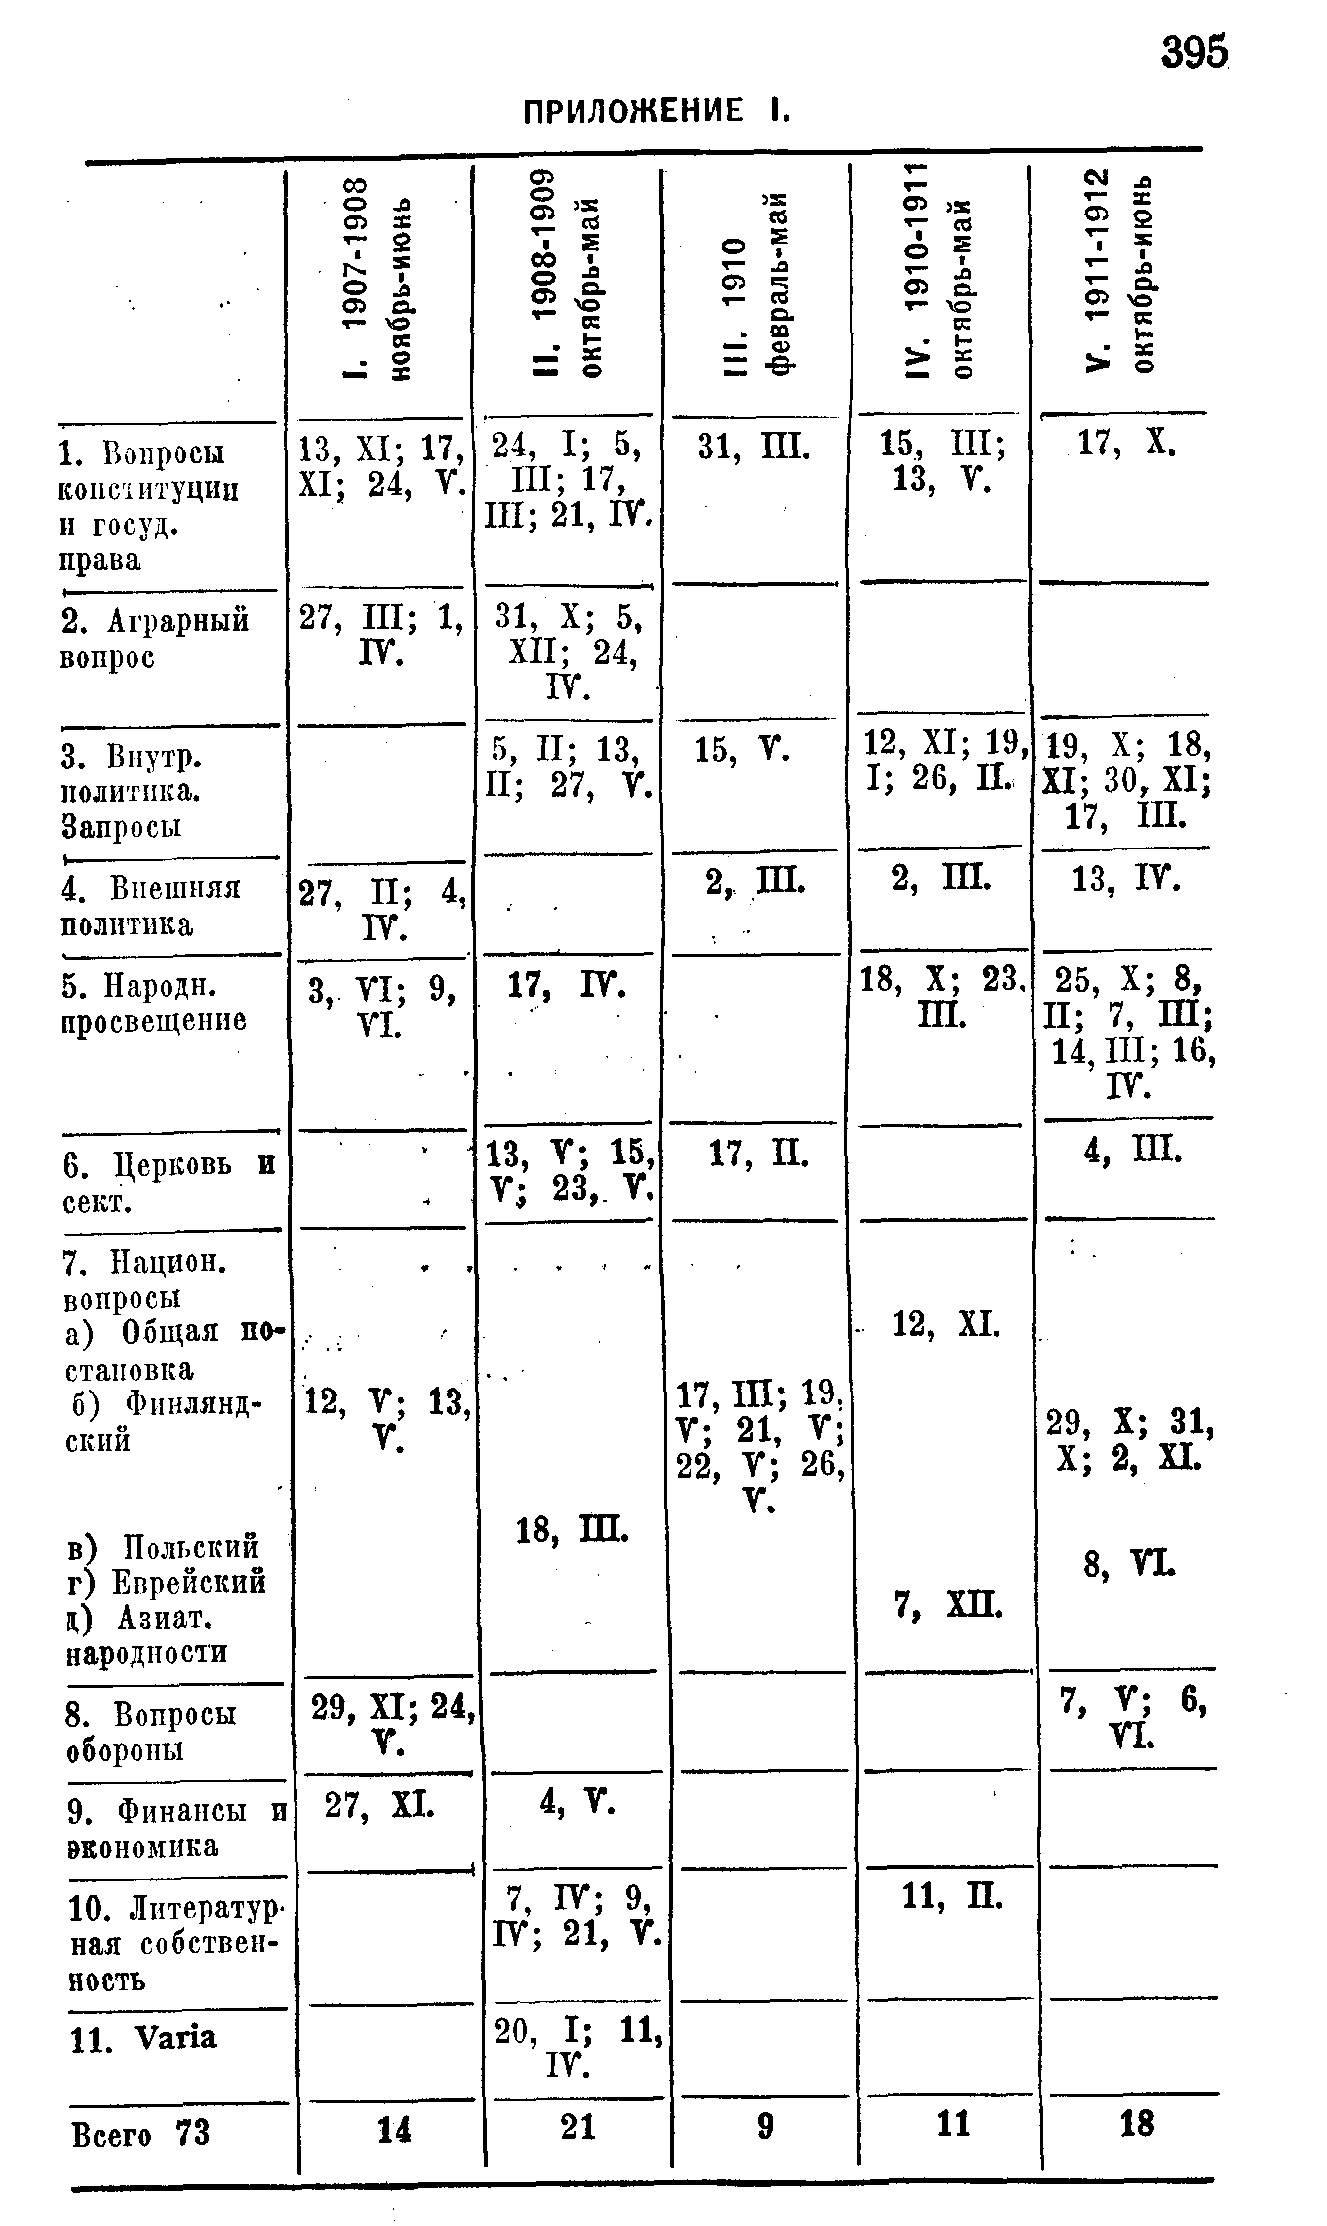 395
ПРИЛОЖЕНИЕ I.
I. 1907-1908
ноябрь-июнь
II. 1908-1909
октябрь-май
III. 1910
февраль-май
IV. 1910-1911
октябрь-май
V. 1911-1912
октябрь-июнь
1. Вопросы
конституции
и госуд.
права
13, XI; 17,
XI; 24, V.
24, I; 5,
III; 17,
III; 21, IV.
31, III.
15, III;
13, V.
17, X.
2. Аграрный
вопрос
27, III; 1,
IV.
31, X; 5,
XII; 24,
IV.
3. Внутр.
политика.
Запросы
5, II; 13,
II; 27, V.
15, V.
12, XI; 19,
I; 26, II.
19, X; 18,
XI; 30, XI;
17, III.
4. Внешняя
политика
27, II; 4,
IV.
2, III.
2, III.
13, IV.
5. Народн.
просвещение
3, VI; 9,
VI.
17, IV.
18, X; 23,
III.
25, X; 8,
II; 7, III;
14, III; 16,
IV.
6. Церковь и
сект.
13, V; 15,
V; 23, V.
17, II.
4, III.
7. Национ.
вопросы
а) Общая по-
становка
12, XI.
б) Финлянд-
ский
12, V; 13,
V.
17, III; 19,
V; 21, V;
22, V; 26,
V.
29, X; 31,
X; 2, XI.
в) Польский
18, III.
8, VI.
г) Еврейский
д) Азиат.
народности
7, XII.
8. Вопросы
обороны
29, XI; 24,
V.
7, V; 6,
VI.
9. Финансы и
экономика
27, XI.
4, V.
10. Литератур-
ная собствен-
ность
7, IV; 9,
IV; 21, V.
11, II.
11. Varia
20, I; 11,
IV.
Всего 73
14
21
9
11
18